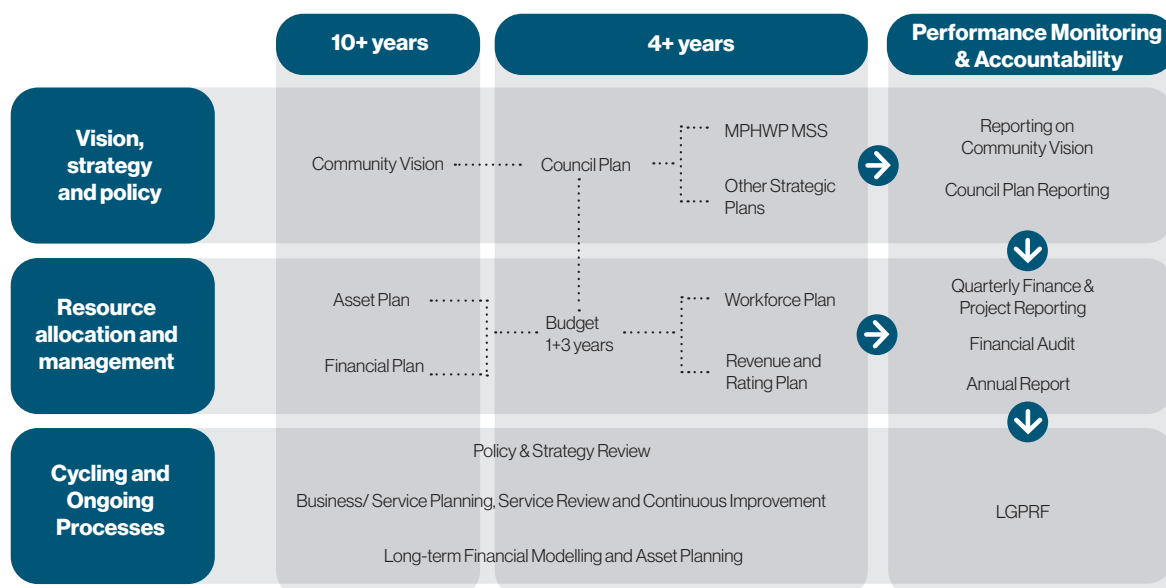 10+ years
4+ years
Performance Monitoring
& Accountability
Vision,
strategy
and policy
Community Vision
Council Plan
MPHWP MSS
Other Strategic
Plans
Reporting on
Community Vision
Council Plan Reporting
Resource
allocation and
management
Asset Plan
Financial Plan
Budget
1+3 years
Workforce Plan
Revenue and
Rating Plan
Quarterly Finance &
Project Reporting
Financial Audit
Annual Report
Cycling and
Ongoing
Processes
Policy & Strategy Review
Business/ Service Planning, Service Review and Continuous Improvement
Long-term Financial Modelling and Asset Planning
LGPRF